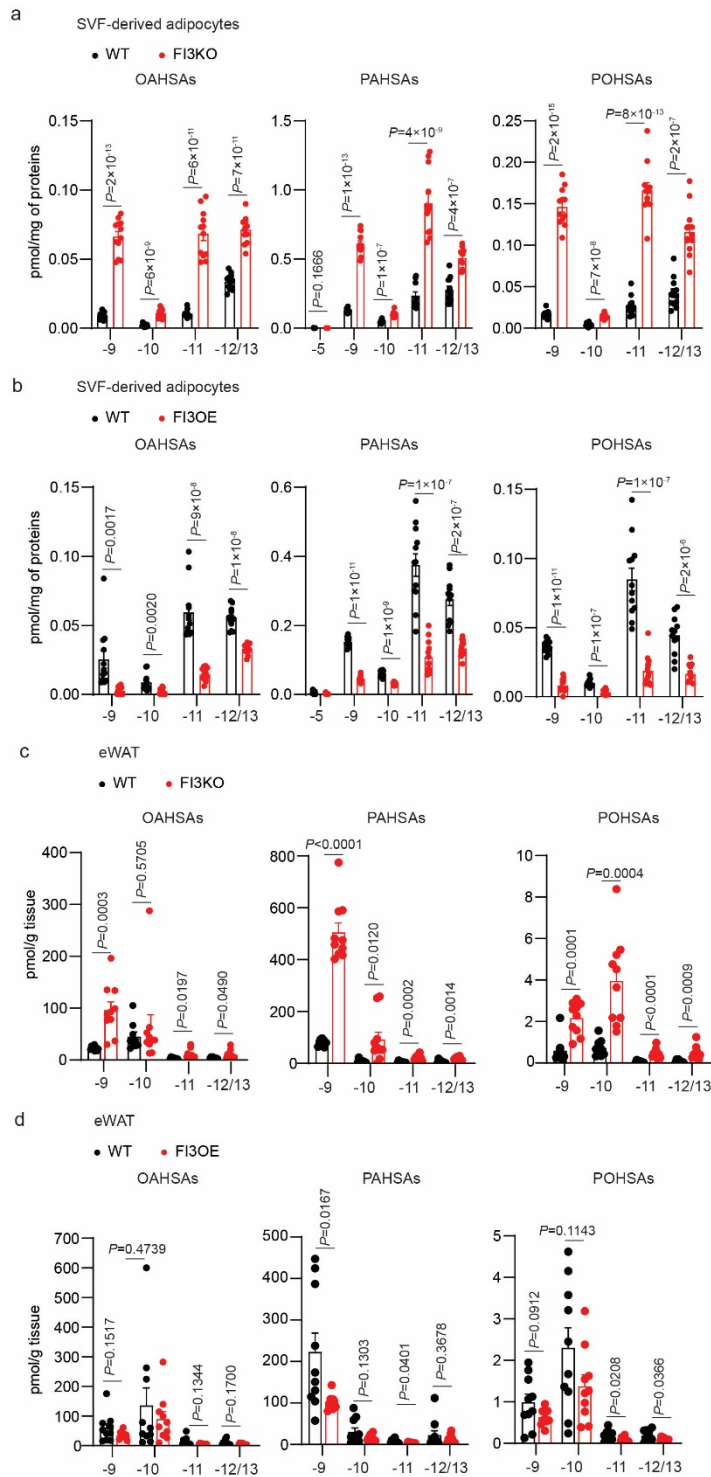 a
SVF-derived adipocytes
WT FI3KO
OAHSAs PAHSAs POHSAs
pmol/mg of proteins
0.15
0.10
0.05
0.00
P=2×10-13
P=6×10-9
P=6×10-11
P=7×10-11
-9 -10 -11 -12/13
1.5
1.0
0.5
0.0
P=0.1666
P=1×10-13
P=1×10-7
P=4×10-9
P=4×10-7
-5 -9 -10 -11 -12/13
0.25
0.20
0.15
0.10
0.05
0.00
P=2×10-15
P=7×10-8
P=8×10-13
P=2×10-7
-9 -10 -11 -12/13
b
SVF-derived adipocytes
WT FI3OE
OAHSAs PAHSAs POHSAs
pmol/mg of proteins
0.15
0.10
0.05
0.00
P=0.0017
P=0.0020
P=9×10-8
P=1×10-8
-9 -10 -11 -12/13
0.6
0.4
0.2
0.0
P=1×10-11
P=1×10-9
P=1×10-7
P=2×10-7
-5 -9 -10 -11 -12/13
0.15
0.10
0.05
0.00
P=1×10-11
P=1×10-7
P=1×10-7
P=2×10-6
-9 -10 -11 -12/13
c
eWAT
WT FI3KO
OAHSAs PAHSAs POHSAs
pmol/g tissue
400
300
200
100
0
P=0.0003
P=0.5705
P=0.0197
P=0.0490
-9 -10 -11 -12/13
800
600
400
200
0
P<0.0001
P=0.0120
P=0.0002
P=0.0014
-9 -10 -11 -12/13
10
8
6
4
2
0
P=0.0001
P=0.0004
P<0.0001
P=0.0009
-9 -10 -11 -12/13
d
eWAT
WT FI3OE
OAHSAs PAHSAs POHSAs
pmol/g tissue
700
600
500
400
300
200
100
0
P=0.1517
P=0.4739
P=0.1344
P=0.1700
-9 -10 -11 -12/13
500
400
300
200
100
0
P=0.0167
P=0.1303
P=0.0401
P=0.3678
-9 -10 -11 -12/13
5
4
3
2
1
0
P=0.0912
P=0.1143
P=0.0208
P=0.0366
-9 -10 -11 -12/13